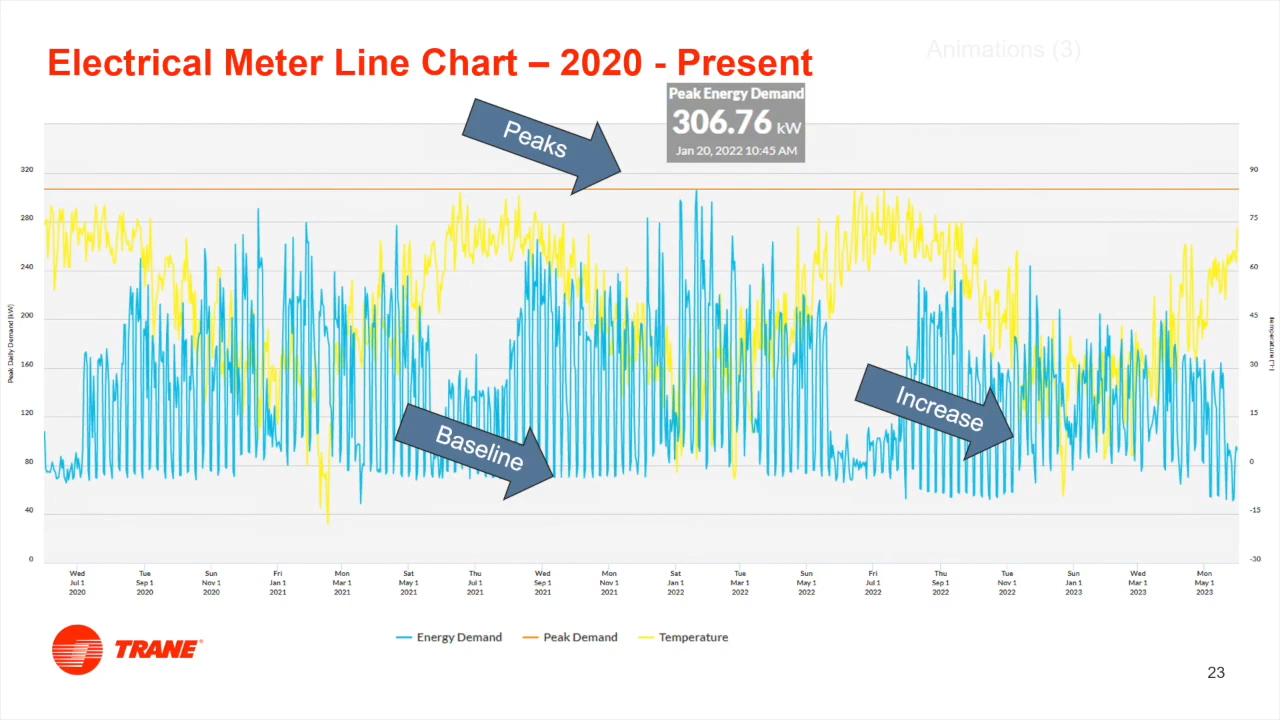 Electrical Meter Line Chart – 2020 - Present
Animations (3)
Peak Energy Demand
306.76 kW
Jan 20, 2022 10:45 AM
Peaks
Baseline
Increase
Peak Daily Demand [kW]
320
280
240
200
160
120
80
40
0
90
75
60
45
30
15
0
-15
-30
Wed Tue Sun Fri Mon Sat Thu Wed Mon Sat Tue Sun Fri Thu Tue Sun Wed Mon
Jul 1 Sep 1 Nov 1 Jan 1 Mar 1 May 1 Jul 1 Sep 1 Nov 1 Jan 1 Mar 1 May 1 Jul 1 Sep 1 Nov 1 Jan 1 Mar 1 May 1
2020 2020 2020 2021 2021 2021 2021 2021 2021 2022 2022 2022 2022 2022 2022 2023 2023 2023
Energy Demand Peak Demand Temperature
TRANE
23